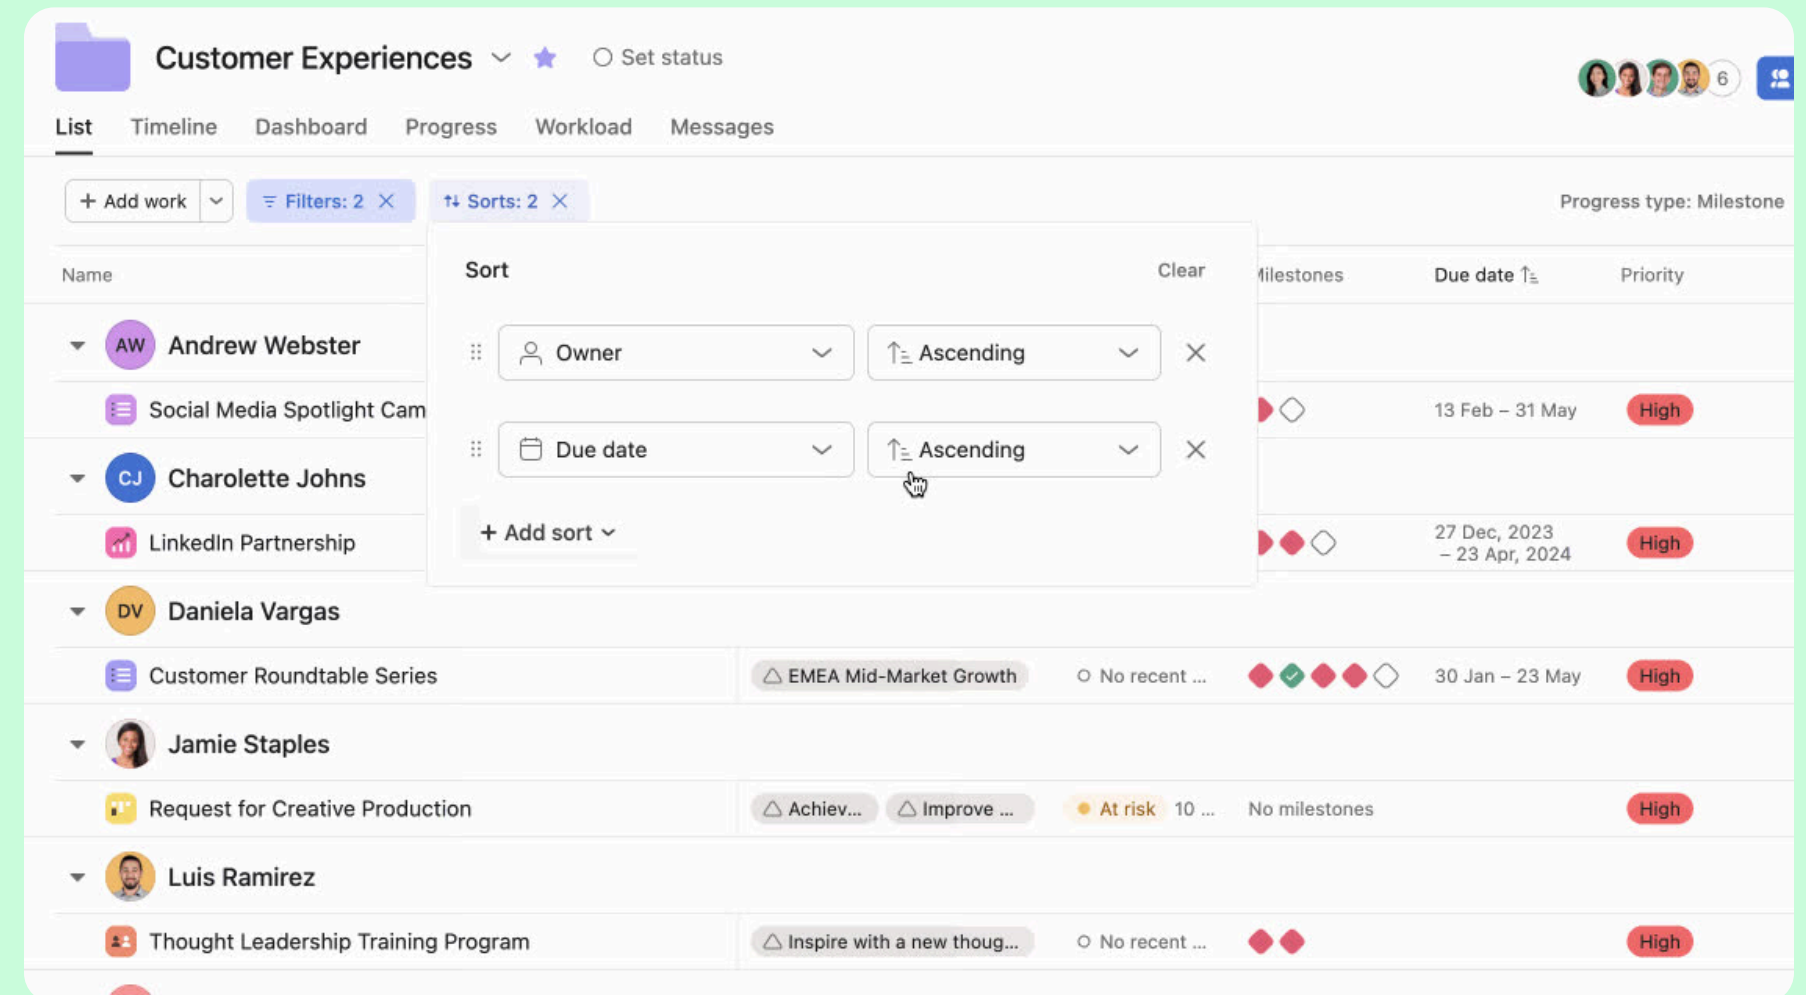 Customer Experiences
Set status
6
List Timeline Dashboard Progress Workload Messages
+ Add work
Filters: 2
Sorts: 2
Progress type: Milestone
Name
Milestones
Due date
Priority
Sort
Clear
Owner
Ascending
Due date
Ascending
+ Add sort
AW Andrew Webster
Social Media Spotlight Cam
13 Feb – 31 May
High
CJ Charolette Johns
LinkedIn Partnership
27 Dec, 2023
– 23 Apr, 2024
High
DV Daniela Vargas
Customer Roundtable Series
EMEA Mid-Market Growth
No recent ...
30 Jan – 23 May
High
Jamie Staples
Request for Creative Production
Achiev...
Improve ...
At risk
10 ...
No milestones
High
Luis Ramirez
Thought Leadership Training Program
Inspire with a new thoug...
No recent ...
High